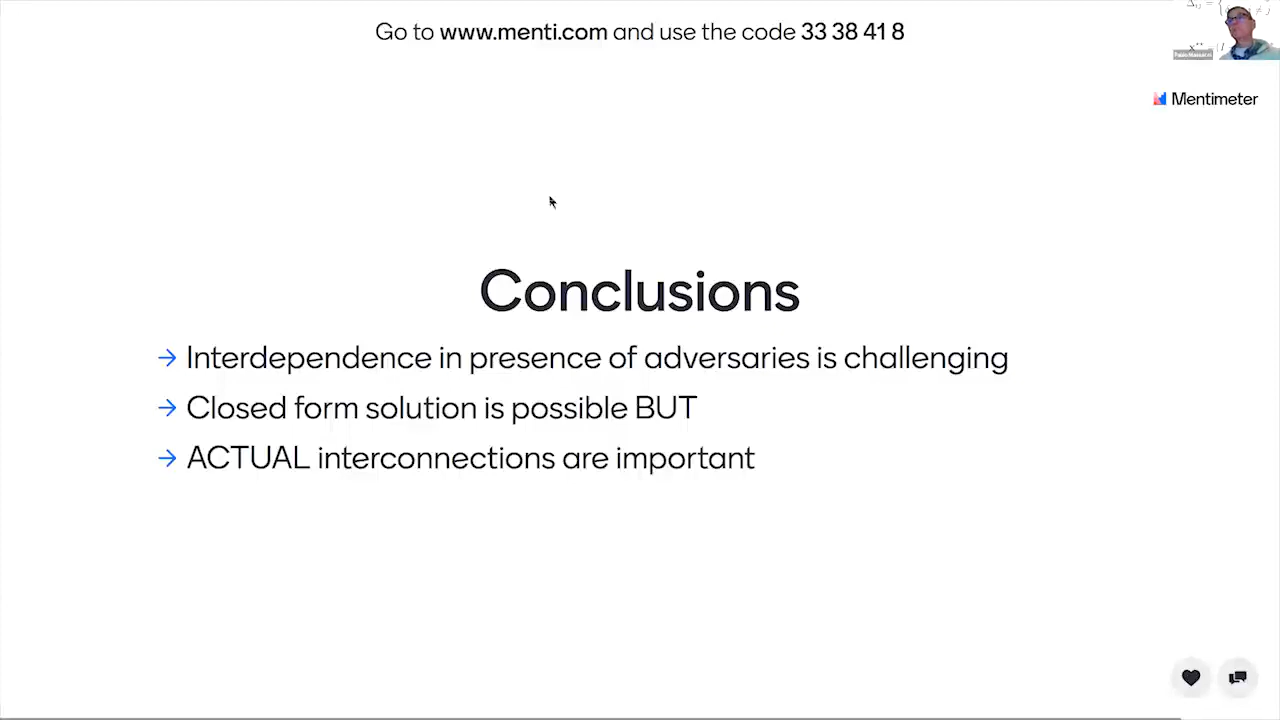 Go to www.menti.com and use the code 33 38 41 8
Mentimeter
Conclusions
→ Interdependence in presence of adversaries is challenging
→ Closed form solution is possible BUT
→ ACTUAL interconnections are important